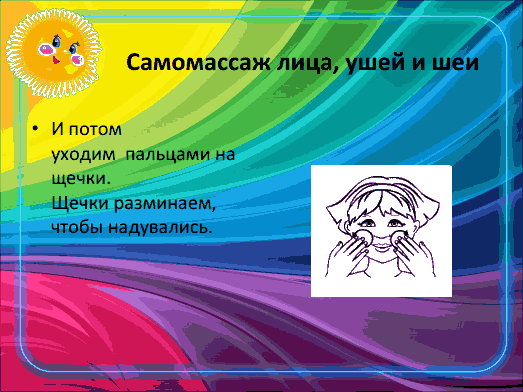 Самомассаж лица, ушей и шеи
• И потом
уходим пальцами на
щечки.
Щечки разминаем,
чтобы надувались.